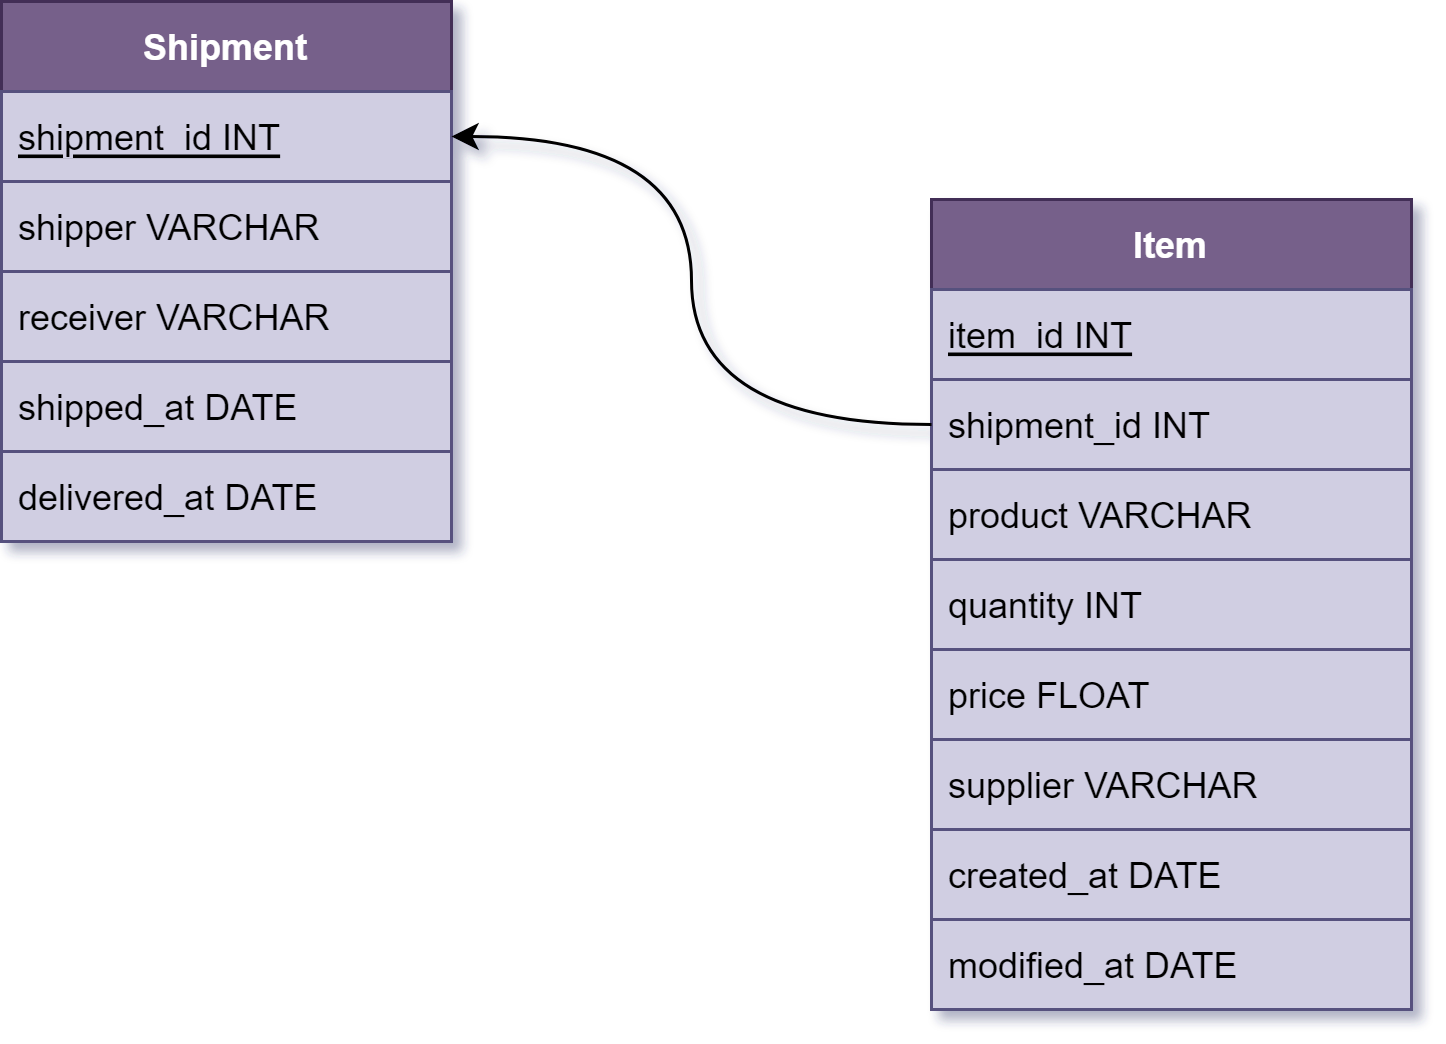 Shipment
shipment_id INT
shipper VARCHAR
receiver VARCHAR
shipped_at DATE
delivered_at DATE
Item
item_id INT
shipment_id INT
product VARCHAR
quantity INT
price FLOAT
supplier VARCHAR
created_at DATE
modified_at DATE